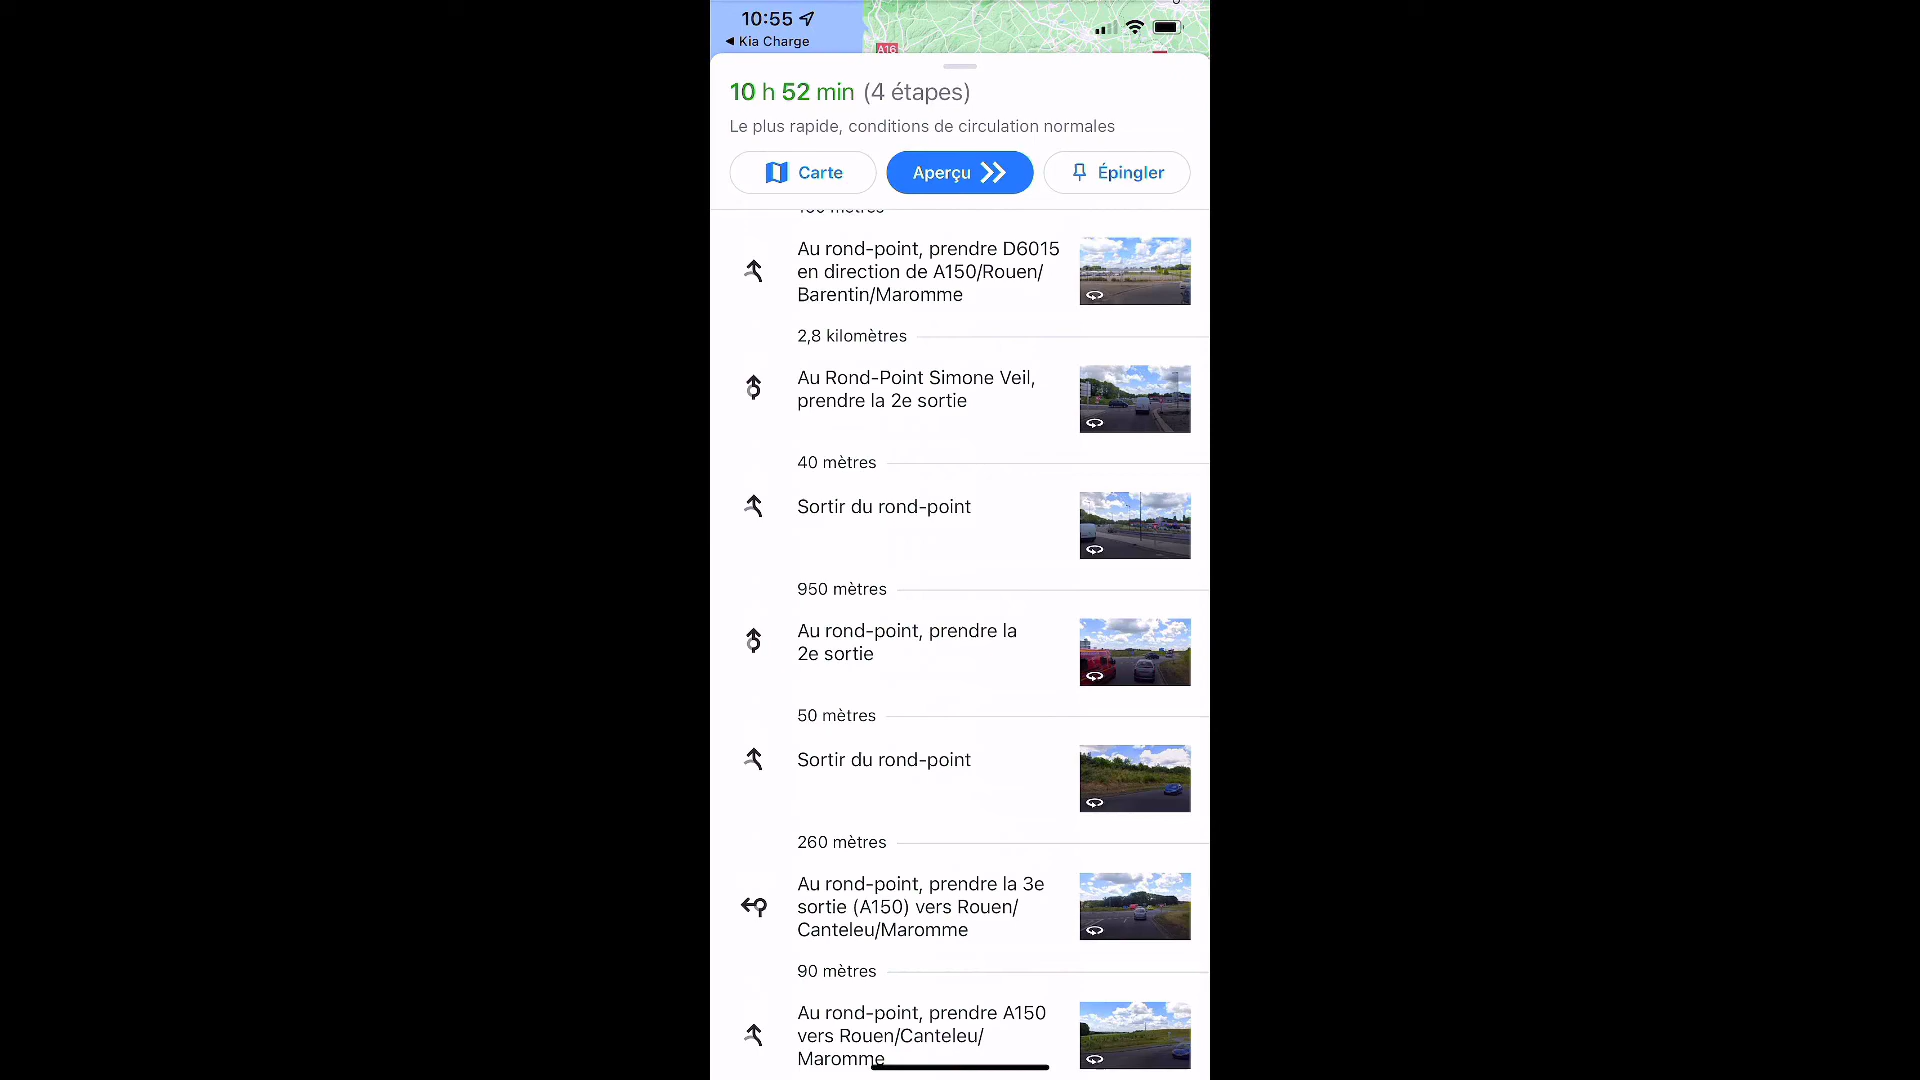 10:55
◀ Kia Charge
A16
10 h 52 min (4 étapes)
Le plus rapide, conditions de circulation normales
Carte
Aperçu
Épingler
Au rond-point, prendre D6015
en direction de A150/Rouen/
Barentin/Maromme
2,8 kilomètres
Au Rond-Point Simone Veil,
prendre la 2e sortie
40 mètres
Sortir du rond-point
950 mètres
Au rond-point, prendre la
2e sortie
50 mètres
Sortir du rond-point
260 mètres
Au rond-point, prendre la 3e
sortie (A150) vers Rouen/
Canteleu/Maromme
90 mètres
Au rond-point, prendre A150
vers Rouen/Canteleu/
Maromme